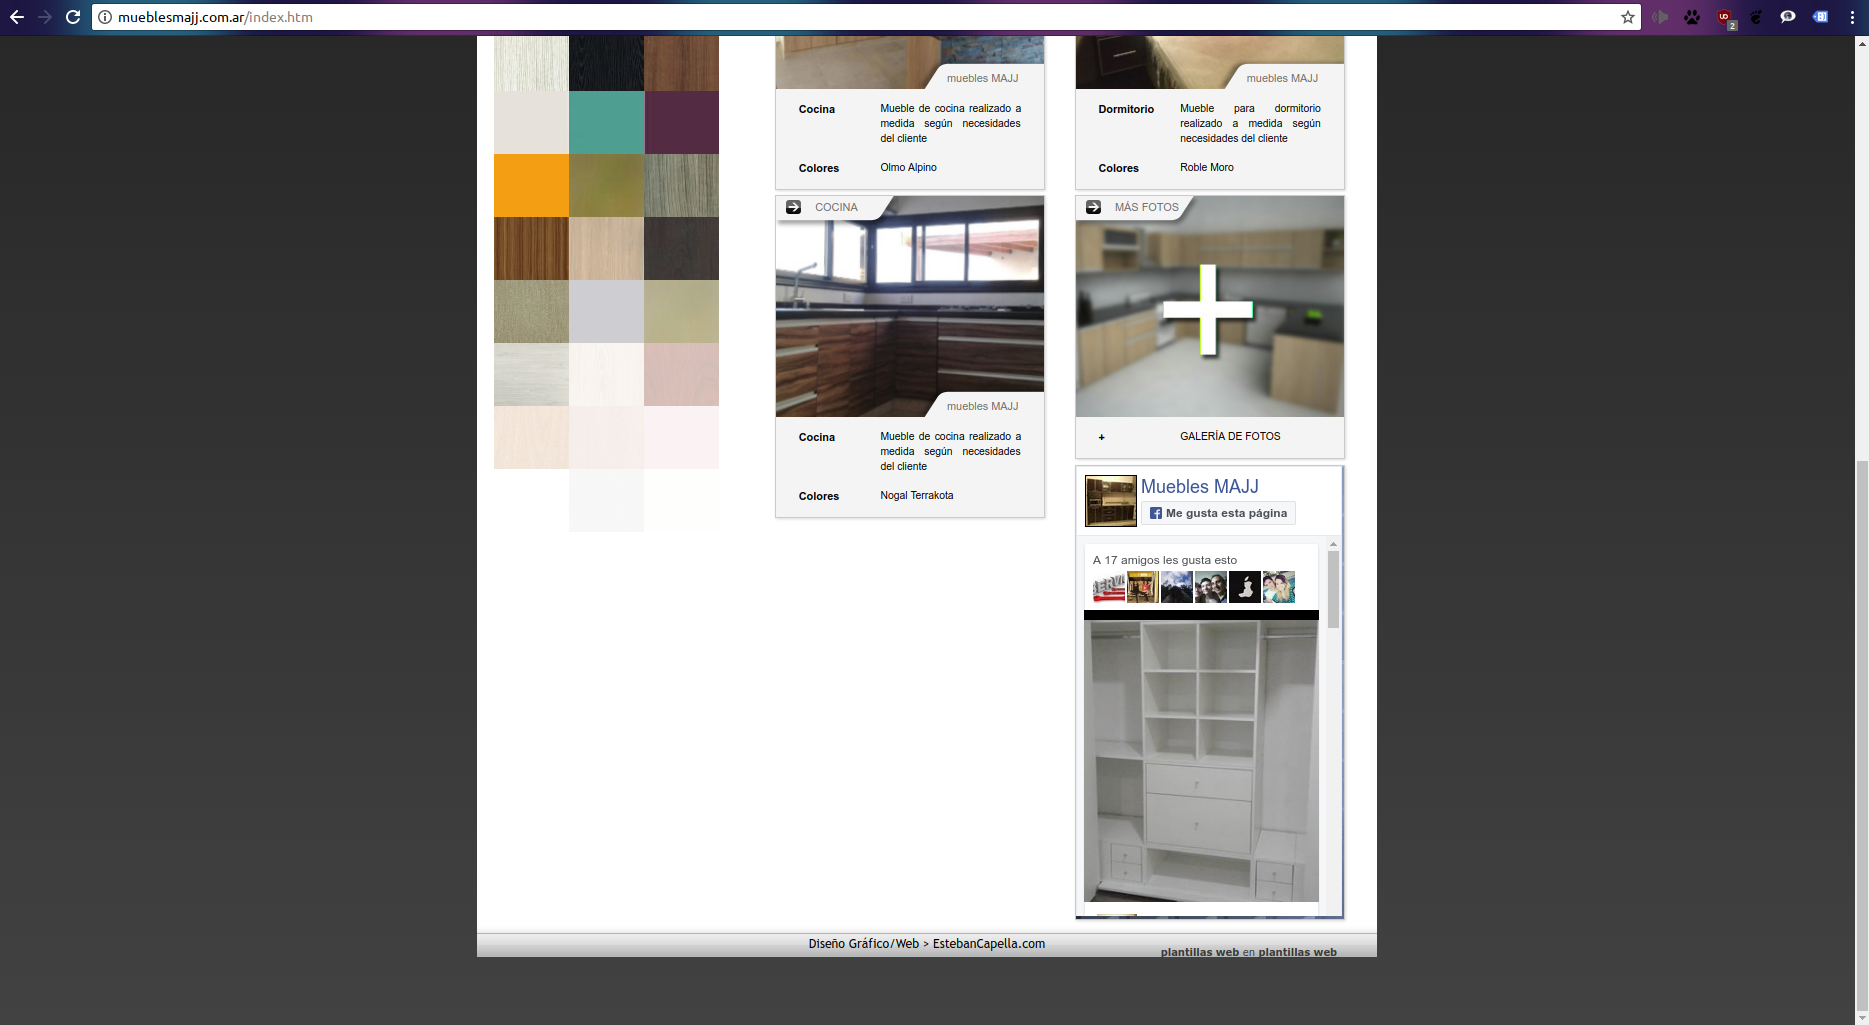 mueblesmajj.com.ar/index.htm
2
muebles MAJJ
Cocina
Mueble de cocina realizado a
medida según necesidades
del cliente
Colores
Olmo Alpino
muebles MAJJ
Dormitorio
Mueble para dormitorio
realizado a medida según
necesidades del cliente
Colores
Roble Moro
COCINA
muebles MAJJ
Cocina
Mueble de cocina realizado a
medida según necesidades
del cliente
Colores
Nogal Terrakota
MÁS FOTOS
+
GALERÍA DE FOTOS
Muebles MAJJ
Me gusta esta página
A 17 amigos les gusta esto
Diseño Gráfico/Web > EstebanCapella.com
plantillas web en plantillas web